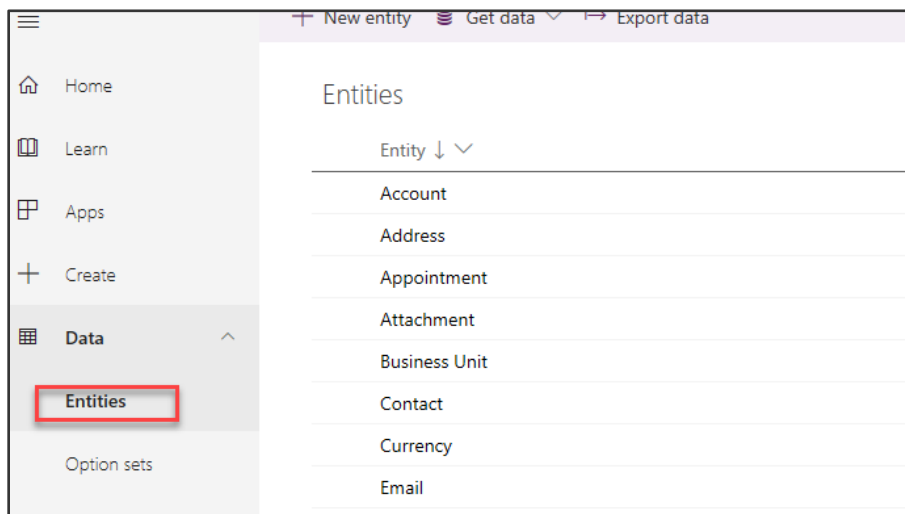 New entity Get data Export data
Home
Learn
Apps
Create
Data
Entities
Option sets
Entities
Entity
Account
Address
Appointment
Attachment
Business Unit
Contact
Currency
Email